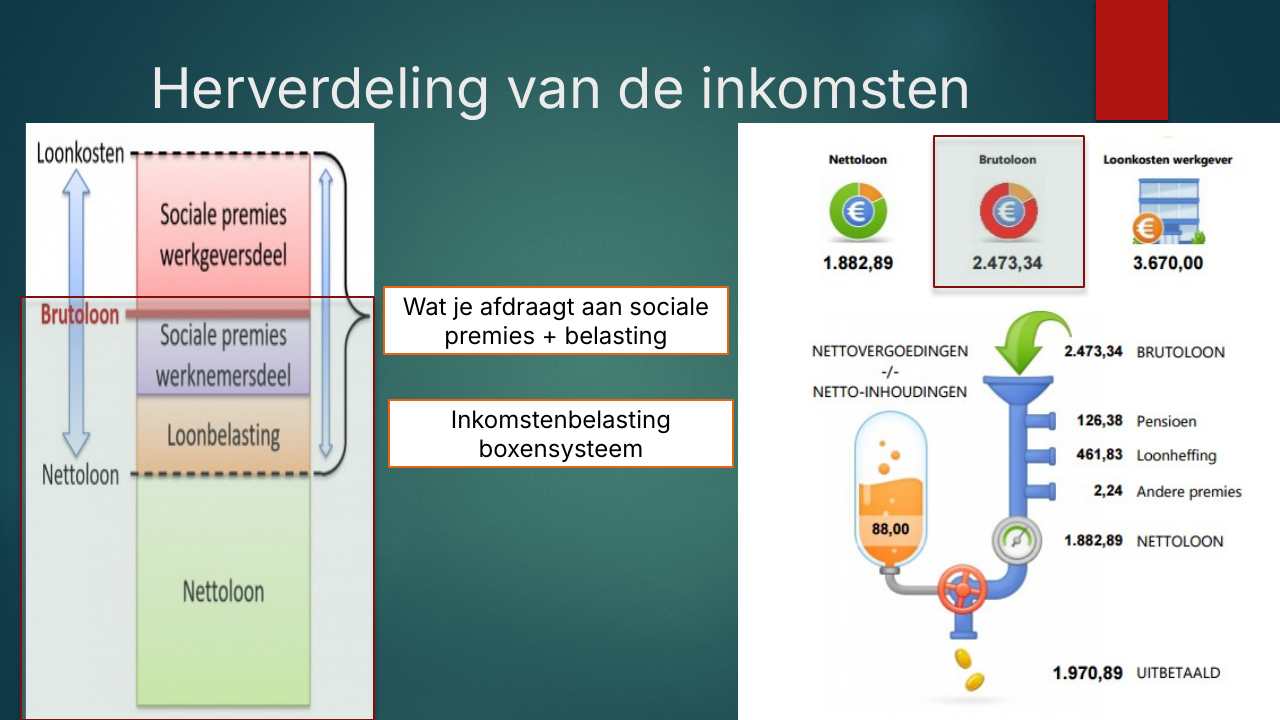 Herverdeling van de inkomsten
Loonkosten
Sociale premies
werkgeversdeel
Brutoloon
Sociale premies
werknemersdeel
Loonbelasting
Nettoloon
Nettoloon
Wat je afdraagt aan sociale
premies + belasting
Inkomstenbelasting
boxensysteem
Nettoloon
Brutoloon
Loonkosten werkgever
1.882,89
2.473,34
3.670,00
NETTOVERGOEDINGEN
-/-
NETTO-INHOUDINGEN
88,00
2.473,34 BRUTOLOON
126,38 Pensioen
461,83 Loonheffing
2,24 Andere premies
1.882,89 NETTOLOON
1.970,89 UITBETAALD